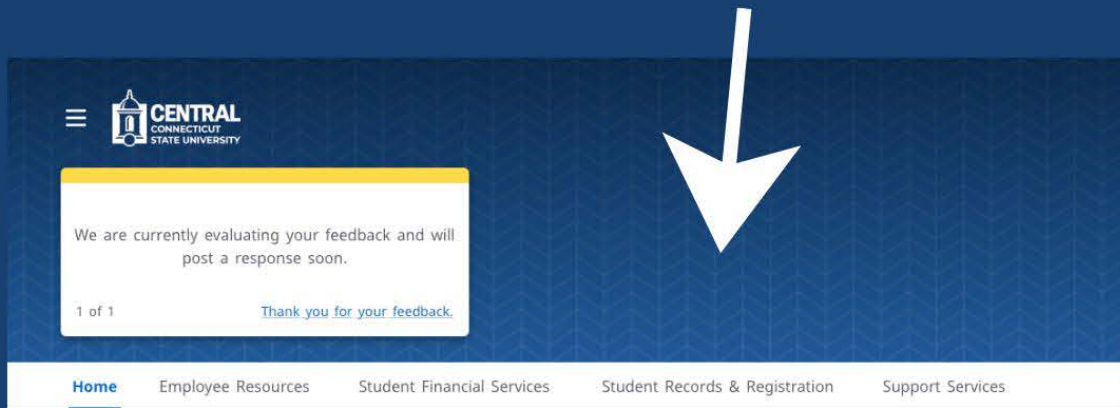 CENTRAL
CONNECTICUT
STATE UNIVERSITY
We are currently evaluating your feedback and will
post a response soon.
1 of 1 Thank you for your feedback.
Home Employee Resources Student Financial Services Student Records & Registration Support Services